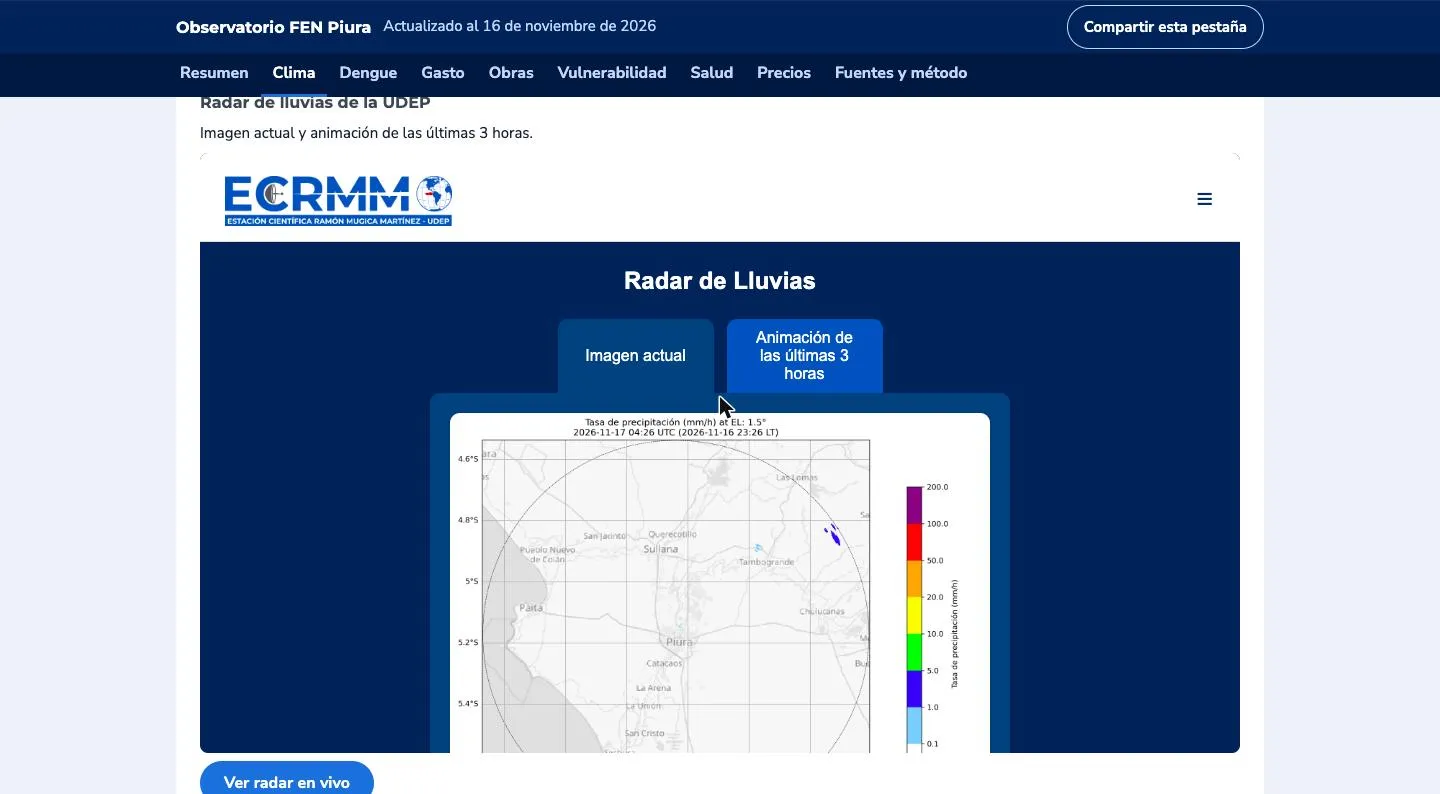 Observatorio FEN Piura Actualizado al 16 de noviembre de 2026 Compartir esta pestaña
Resumen Clima Dengue Gasto Obras Vulnerabilidad Salud Precios Fuentes y método
Radar de lluvias de la UDEP
Imagen actual y animación de las últimas 3 horas.
ECRMM
ESTACIÓN CIENTÍFICA RAMÓN MUGICA MARTÍNEZ - UDEP
Radar de Lluvias
Imagen actual
Animación de
las últimas 3
horas
Tasa de precipitación (mm/h) at EL: 1.5°
2026-11-17 04:26 UTC (2026-11-16 23:26 LT)
4.6°S
4.8°S
5°S
5.2°S
5.4°S
Las Lomas
San Jacinto
Querecotillo
Sullana
Pueblo Nuevo
de Colán
Tambogrande
Paita
Chulucanas
Piura
Catacaos
La Arena
La Unión
San Cristo
200.0
100.0
50.0
20.0
10.0
5.0
1.0
0.1
Tasa de precipitación (mm/h)
Ver radar en vivo